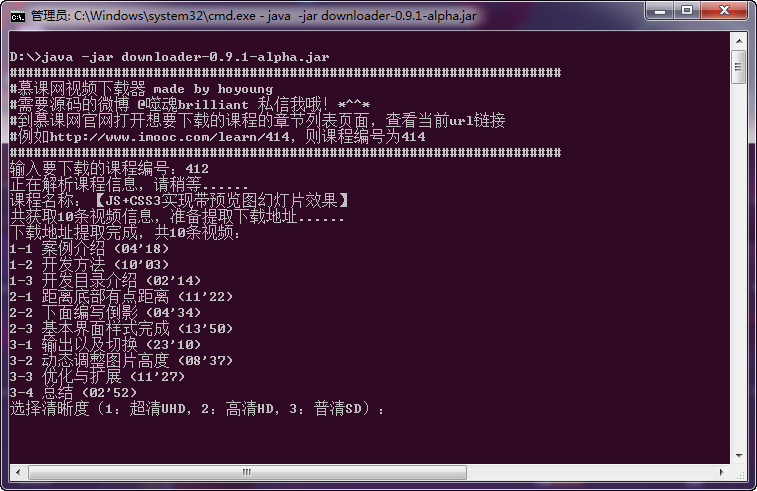 管理员: C:\Windows\system32\cmd.exe - java  -jar downloader-0.9.1-alpha.jar
D:\>java -jar downloader-0.9.1-alpha.jar
####################################################################
#慕课网视频下载器 made by hoyoung
#需要源码的微博 @噬魂brilliant 私信我哦! *^^*
#到慕课网官网打开想要下载的课程的章节列表页面，查看当前url链接
#例如http://www.imooc.com/learn/414，则课程编号为414
####################################################################
输入要下载的课程编号：412
正在解析课程信息，请稍等......
课程名称：【JS+CSS3实现带预览图幻灯片效果】
共获取10条视频信息，准备提取下载地址......
下载地址提取完成，共10条视频：
1-1 案例介绍 (04'18)
1-2 开发方法 (10'03)
1-3 开发目录介绍 (02'14)
2-1 距离底部有点距离 (11'22)
2-2 下面编写倒影 (04'34)
2-3 基本界面样式完成 (13'50)
3-1 输出以及切换 (23'10)
3-2 动态调整图片高度 (08'37)
3-3 优化与扩展 (11'27)
3-4 总结 (02'52)
选择清晰度（1：超清UHD，2：高清HD，3：普清SD）：